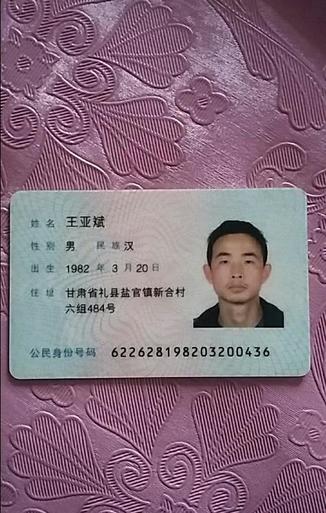 姓名 王亚斌
性别 男 民族 汉
出生 1982 年 3 月 20 日
住址 甘肃省礼县盐官镇新合村
六组484号
公民身份号码 622628198203200436